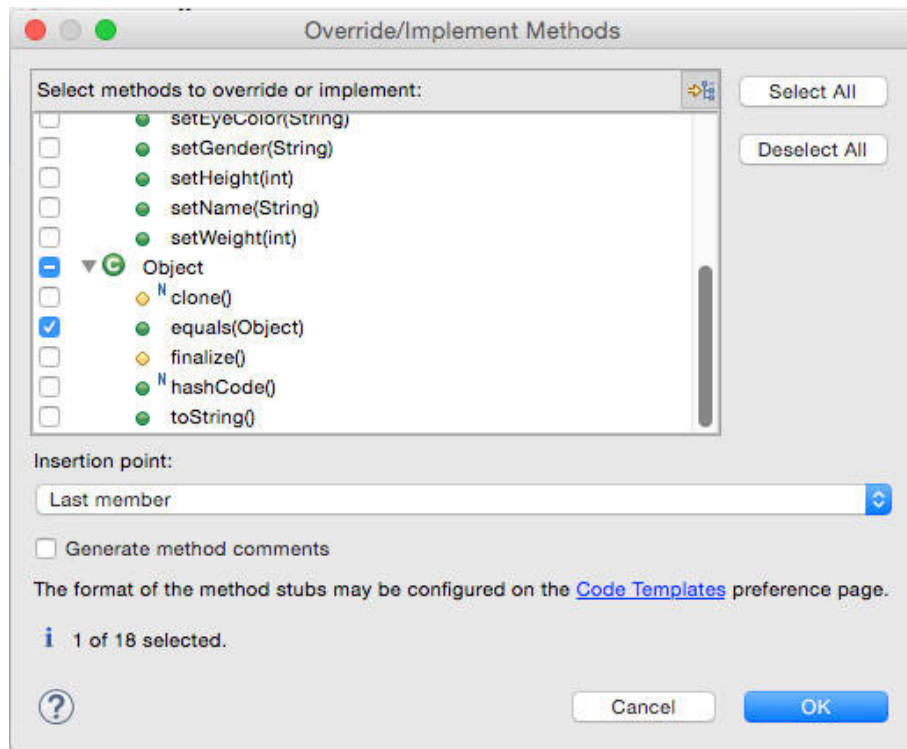 Override/Implement Methods
Select methods to override or implement:
Select All
Deselect All
setEyeColor(String)
setGender(String)
setHeight(int)
setName(String)
setWeight(int)
C Object
N clone()
equals(Object)
finalize()
N hashCode()
toString()
Insertion point:
Last member
Generate method comments
The format of the method stubs may be configured on the Code Templates preference page.
i 1 of 18 selected.
?
Cancel
OK